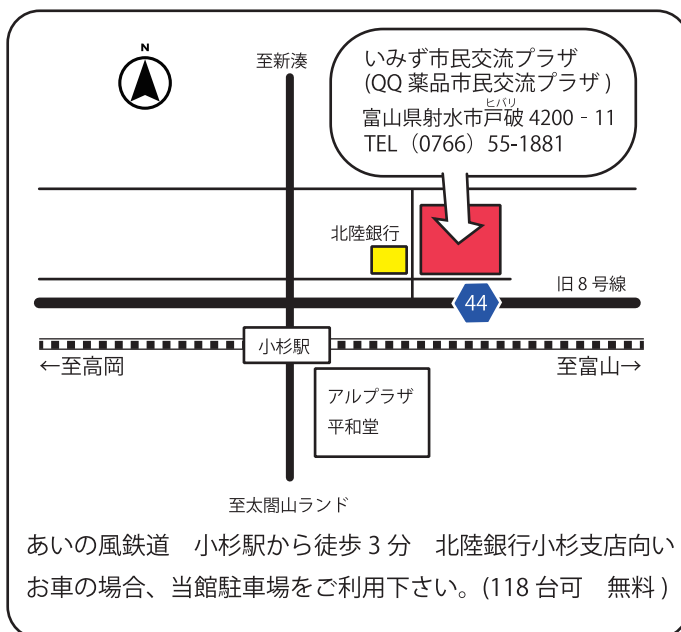 N
至新湊
いみず市民交流プラザ
(QQ 薬品市民交流プラザ )
ヒバリ
富山県射水市戸破 4200 - 11
TEL（0766）55-1881
北陸銀行
旧 8 号線
44
小杉駅
←至高岡
至富山→
アルプラザ
平和堂
至太閤山ランド
あいの風鉄道　小杉駅から徒歩 3 分　北陸銀行小杉支店向い
お車の場合、当館駐車場をご利用下さい。(118 台可　無料 )